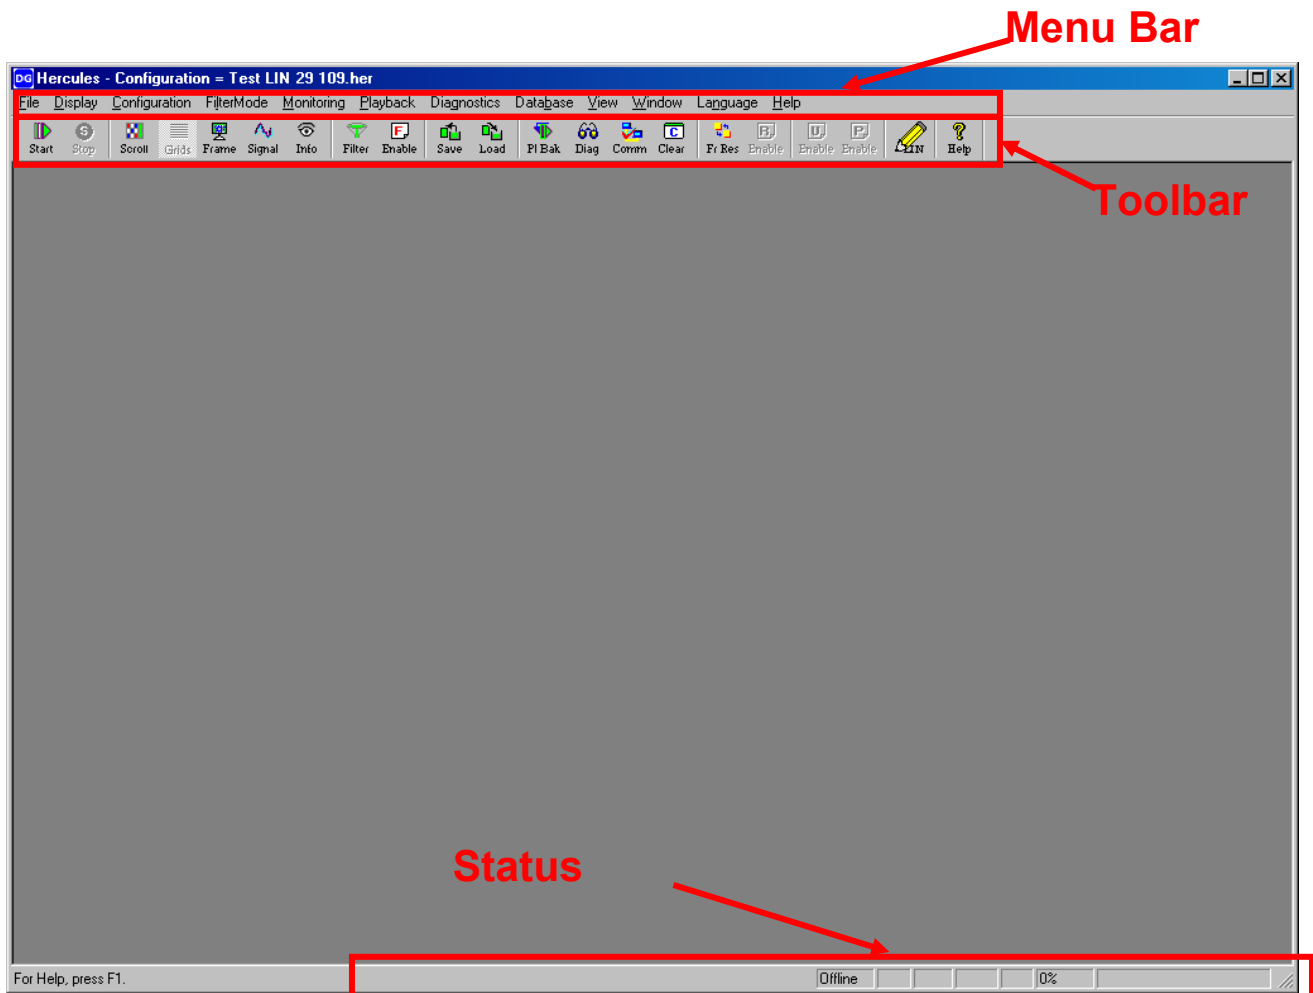 Menu Bar
DG Hercules - Configuration = Test LIN 29 109.her
File Display Configuration FilterMode Monitoring Playback Diagnostics Database View Window Language Help
S F C R U P ?
Start Stop Scroll Grids Frame Signal Info Filter Enable Save Load Pl Bak Diag Comm Clear Fr Res Enable Enable Enable LIN Help
Toolbar
Status
For Help, press F1. Offline 0%